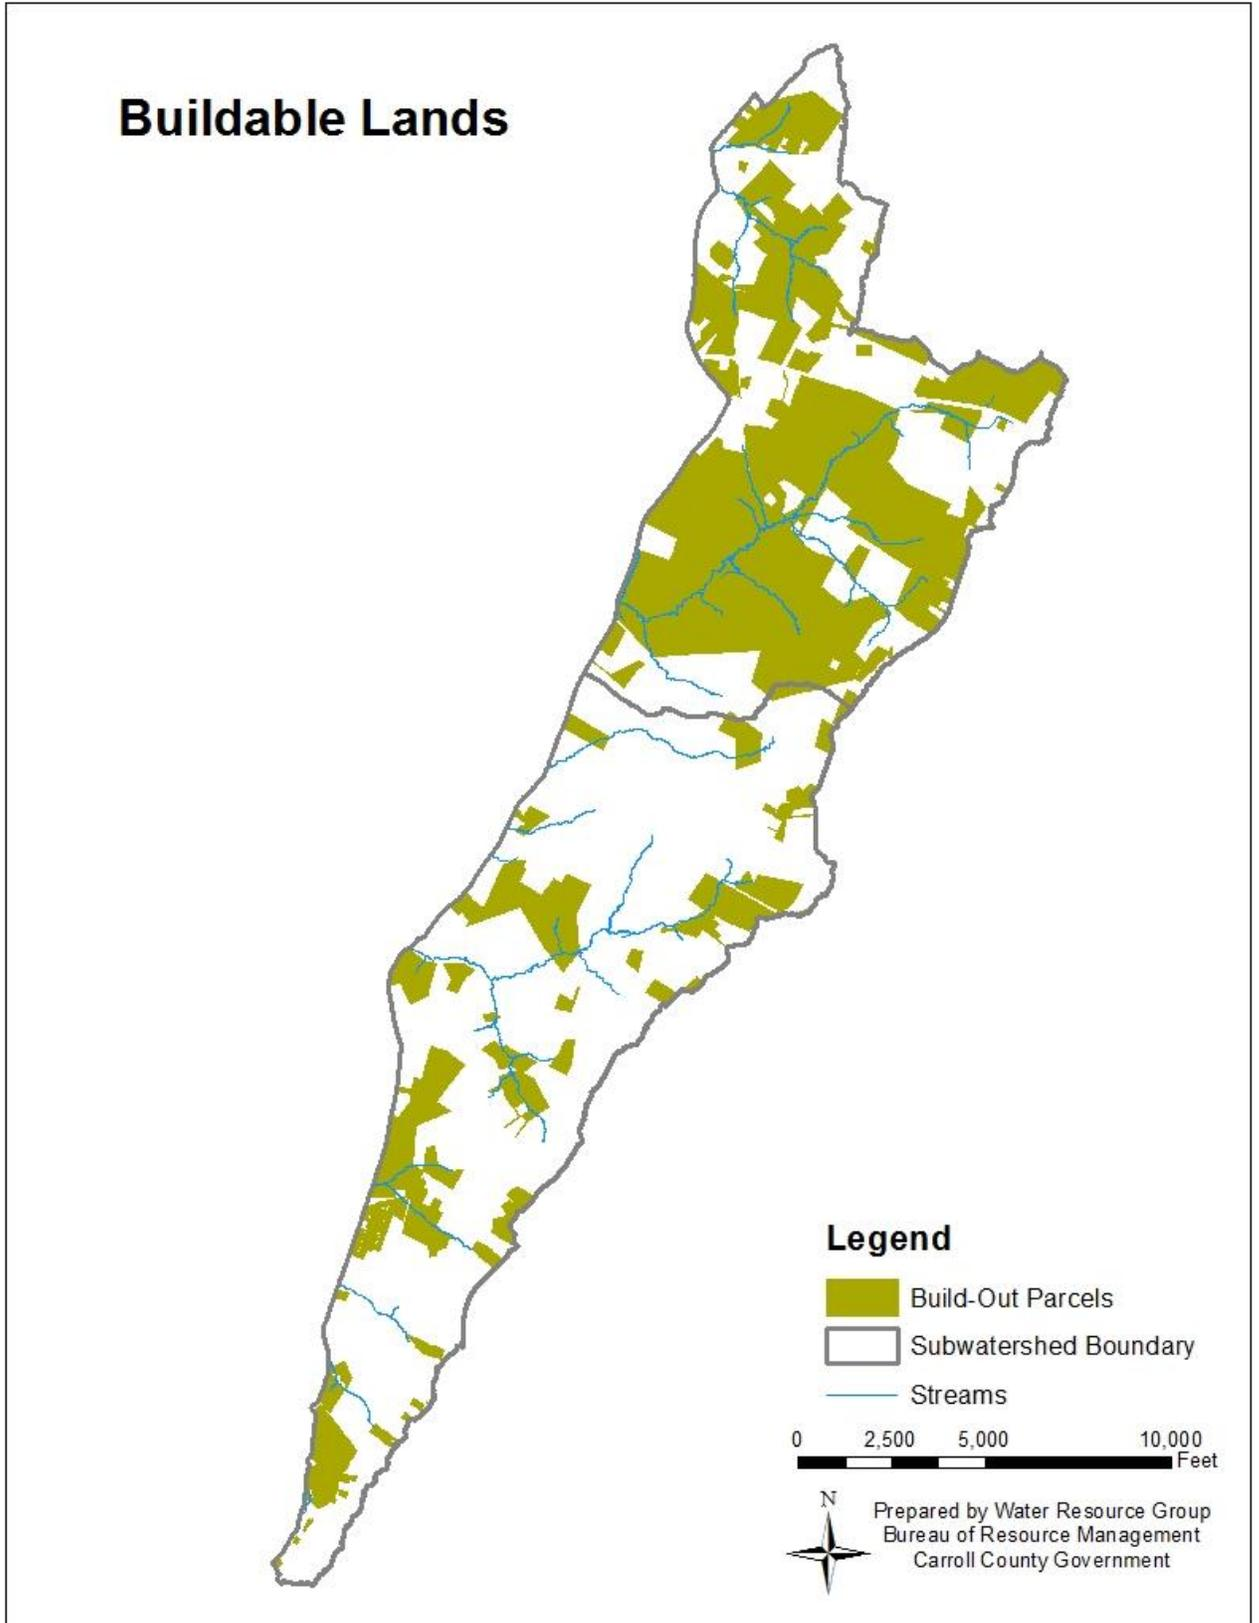 Buildable Lands
Legend
Build-Out Parcels
Subwatershed Boundary
Streams
0 2,500 5,000 10,000
Feet
N
Prepared by Water Resource Group
Bureau of Resource Management
Carroll County Government